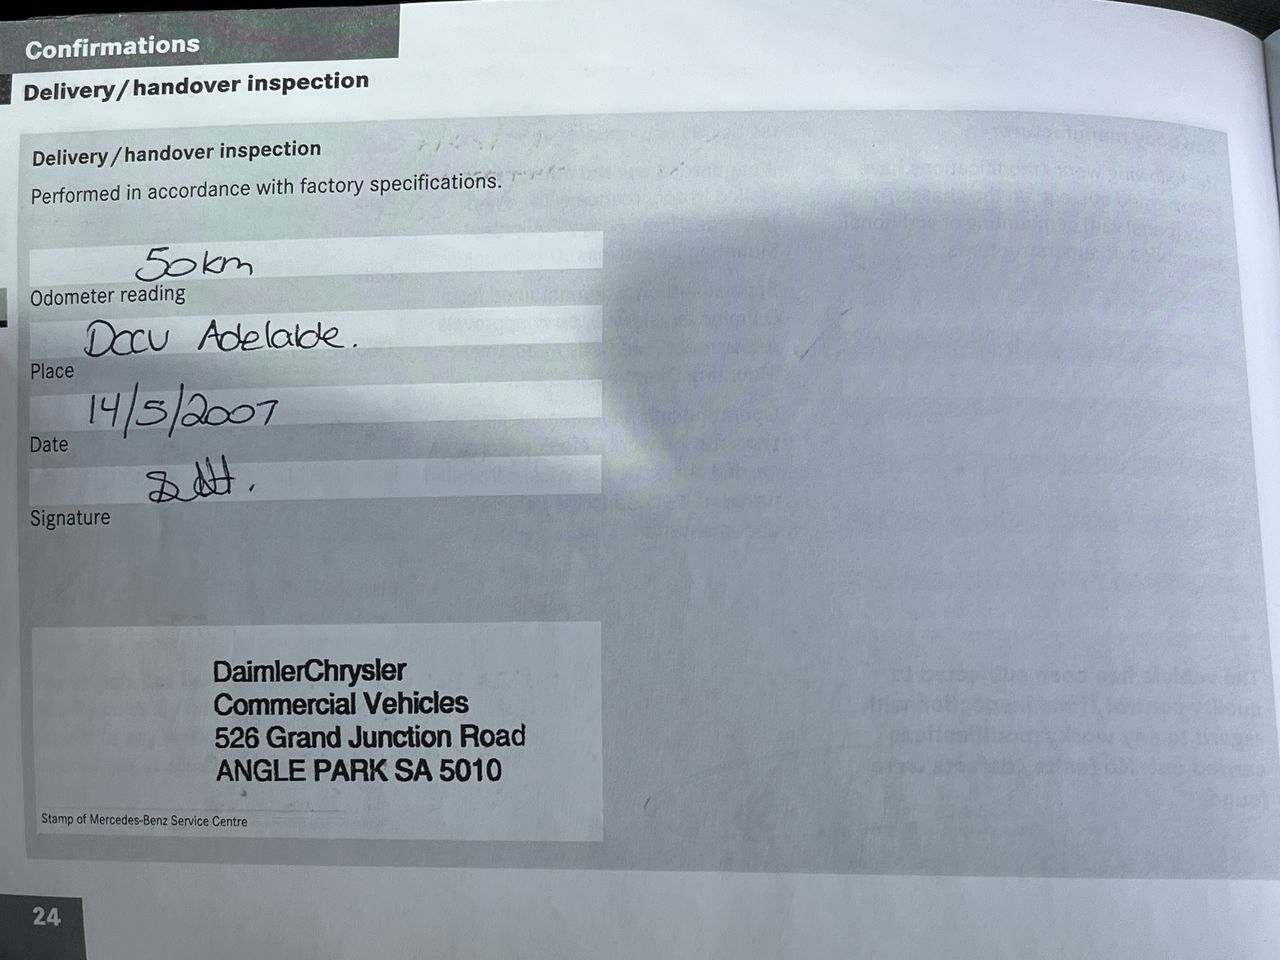 Confirmations
Delivery/handover inspection
Delivery/handover inspection
Performed in accordance with factory specifications.
50km
Odometer reading
DCCV Adelaide.
Place
14/5/2007
Date
Signature
DaimlerChrysler
Commercial Vehicles
526 Grand Junction Road
ANGLE PARK SA 5010
Stamp of Mercedes-Benz Service Centre
24